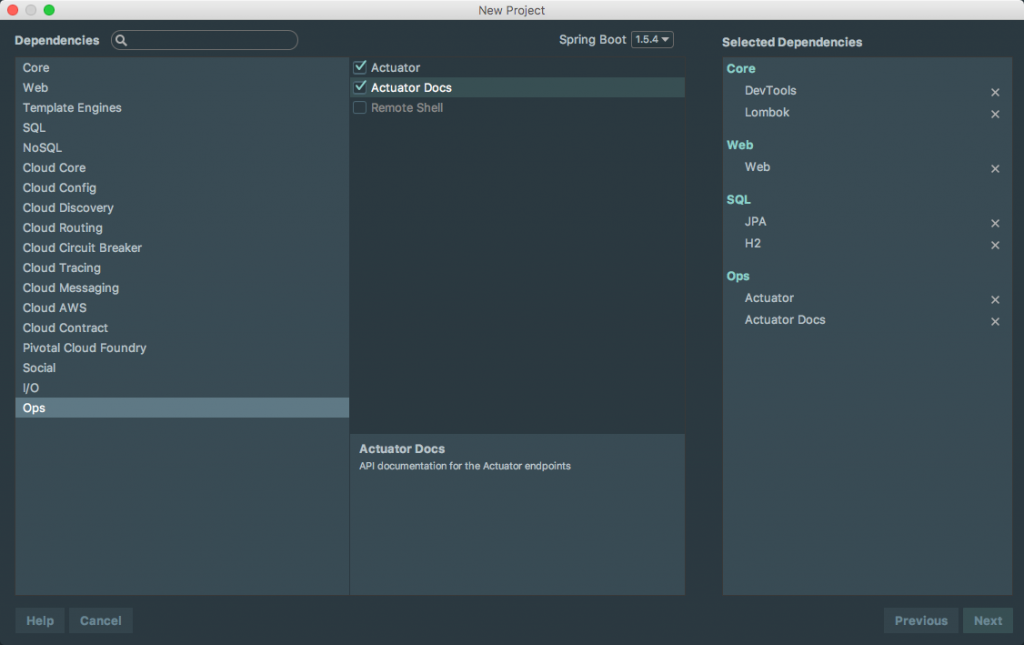 New Project
Dependencies
Spring Boot 1.5.4
Selected Dependencies
Core
Web
Template Engines
SQL
NoSQL
Cloud Core
Cloud Config
Cloud Discovery
Cloud Routing
Cloud Circuit Breaker
Cloud Tracing
Cloud Messaging
Cloud AWS
Cloud Contract
Pivotal Cloud Foundry
Social
I/O
Ops
Actuator
Actuator Docs
Remote Shell
Actuator Docs
API documentation for the Actuator endpoints
Core
DevTools
Lombok
Web
Web
SQL
JPA
H2
Ops
Actuator
Actuator Docs
Help
Cancel
Previous
Next